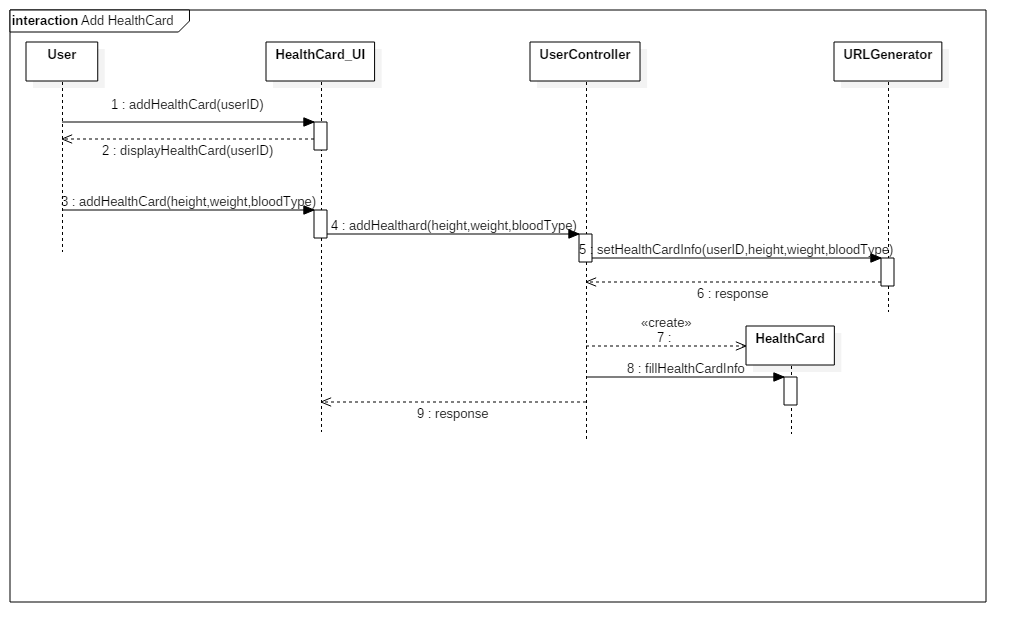 interaction Add HealthCard
User
HealthCard_UI
UserController
URLGenerator
1 : addHealthCard(userID)
2 : displayHealthCard(userID)
3 : addHealthCard(height,weight,bloodType)
4 : addHealthard(height,weight,bloodType)
5 : setHealthCardInfo(userID,height,wieght,bloodType)
6 : response
«create»
7 :
HealthCard
8 : fillHealthCardInfo
9 : response